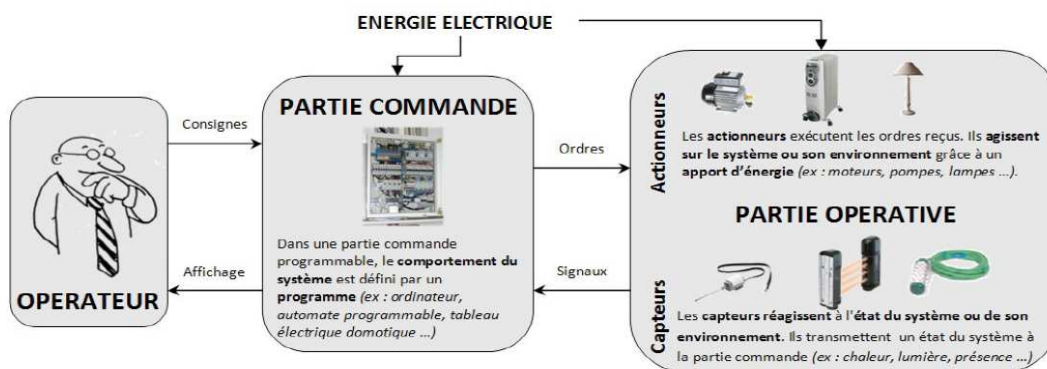 ENERGIE ELECTRIQUE
OPERATEUR
Consignes
Affichage
PARTIE COMMANDE
Dans une partie commande
programmable, le comportement du
système est défini par un
programme (ex : ordinateur,
automate programmable, tableau
électrique domotique ...)
Ordres
Signaux
Actionneurs
Les actionneurs exécutent les ordres reçus. Ils agissent
sur le système ou son environnement grâce à un
apport d'énergie (ex : moteurs, pompes, lampes ...).
PARTIE OPERATIVE
Capteurs
Les capteurs réagissent à l'état du système ou de son
environnement. Ils transmettent un état du système à
la partie commande (ex : chaleur, lumière, présence ...)